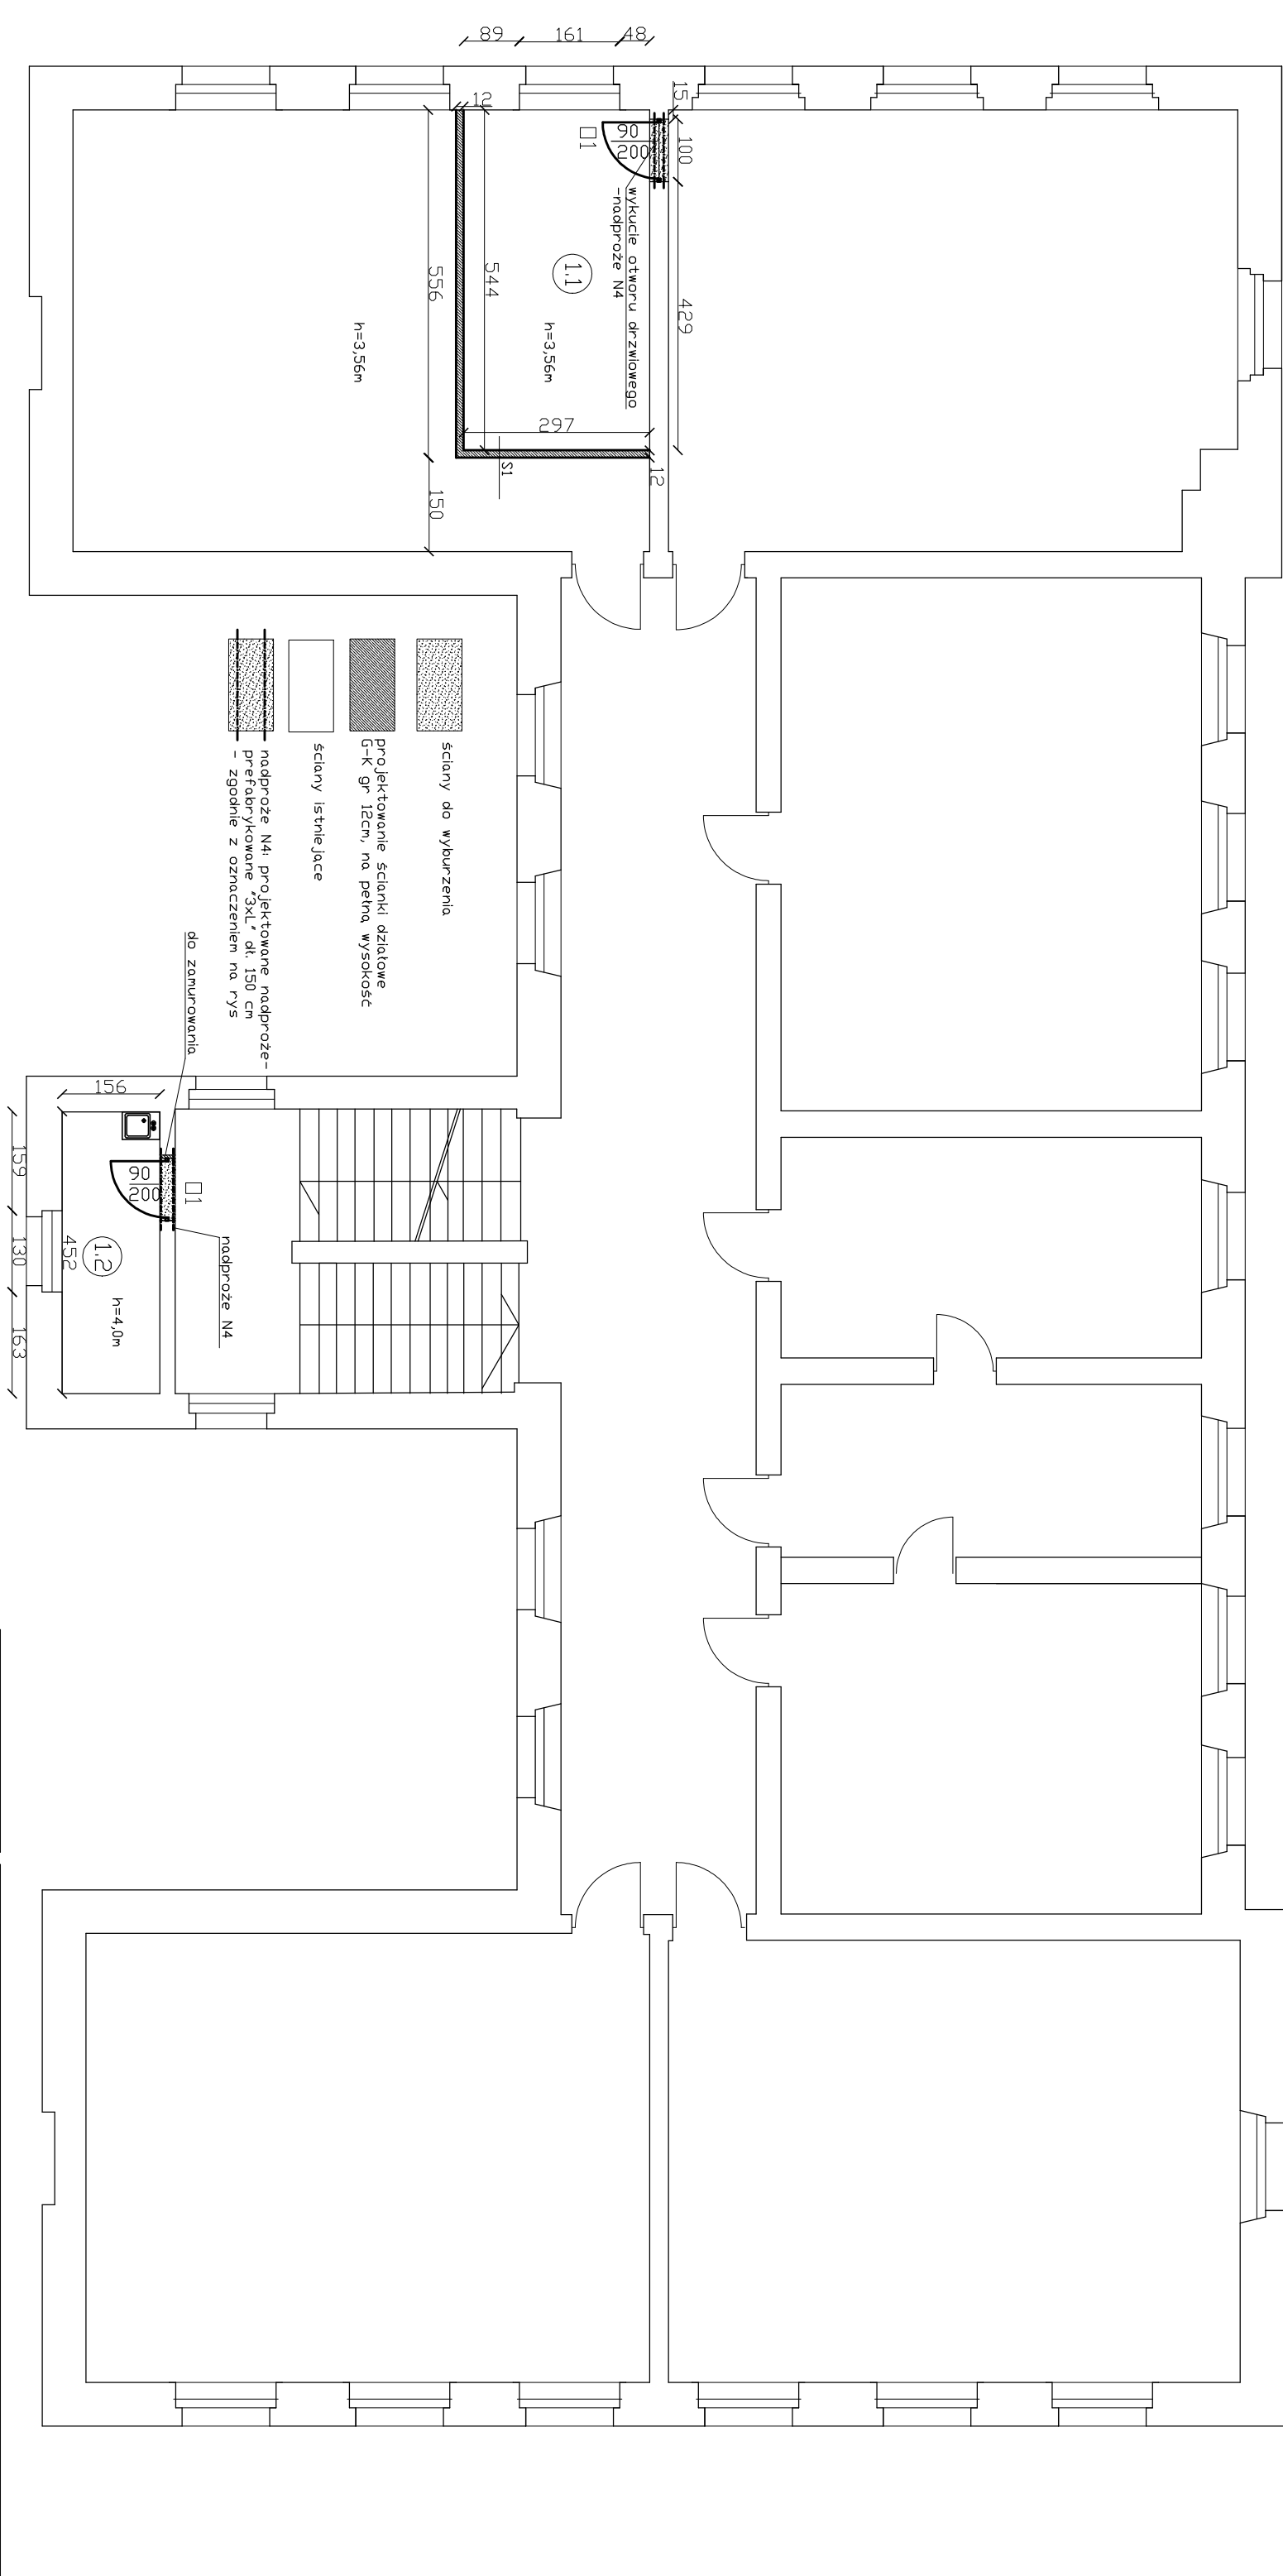 89
161
48
15
12
90
200
□1
100
wykucie otworu drzwiowego
-nadproże N4
1.1
544
556
429
h=3,56m
h=3,56m
297
12
S1
150
ściany do wyburzenia
projektowanie ścianki działowe
G-K gr 12cm, na pełną wysokość
ściany istniejące
nadproże N4: projektowane nadproże-
prefabrykowane "3xL" dł. 150 cm
- zgodnie z oznaczeniem na rys
do zamurowania
156
159
90
200
□1
nadproże N4
1.2
452
130
h=4,0m
163